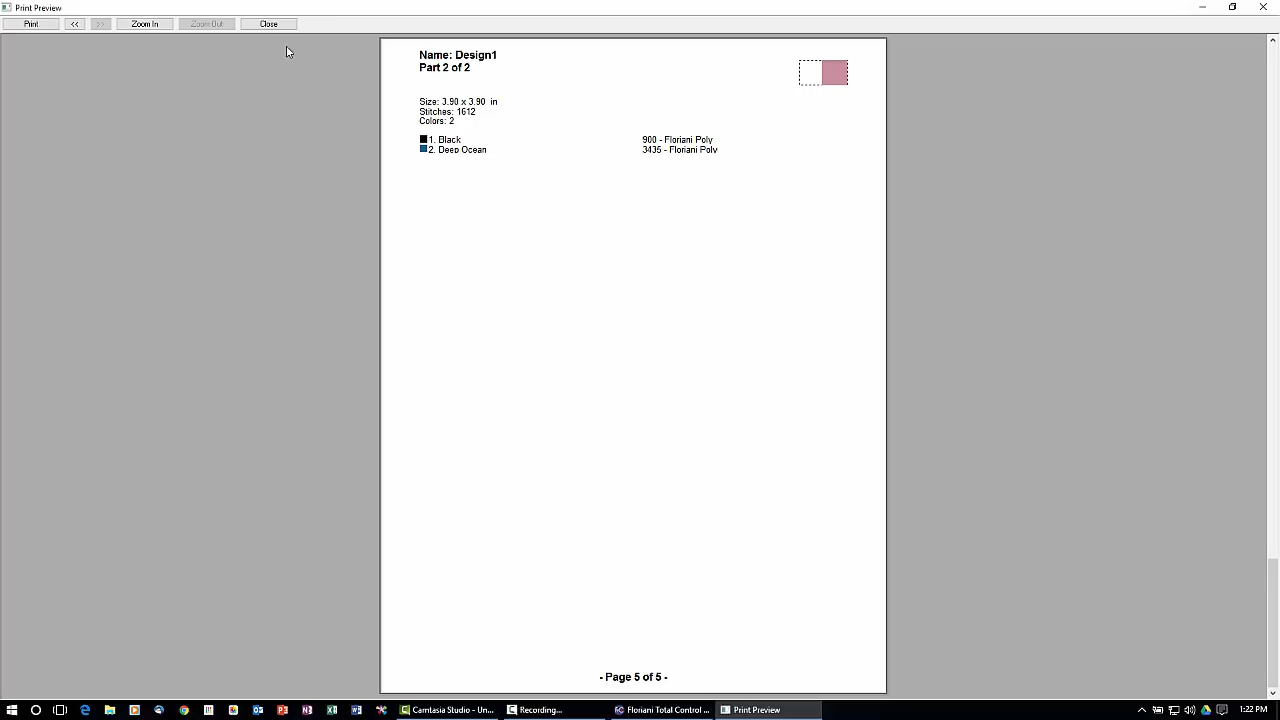 Print Preview
Print << >> Zoom In Zoom Out Close
Name: Design1
Part 2 of 2
Size: 3.90 x 3.90 in
Stitches: 1612
Colors: 2
1. Black 900 - Floriani Poly
2. Deep Ocean 3435 - Floriani Poly
- Page 5 of 5 -
Camtasia Studio - Un... Recording... Floriani Total Control ... Print Preview 1:22 PM